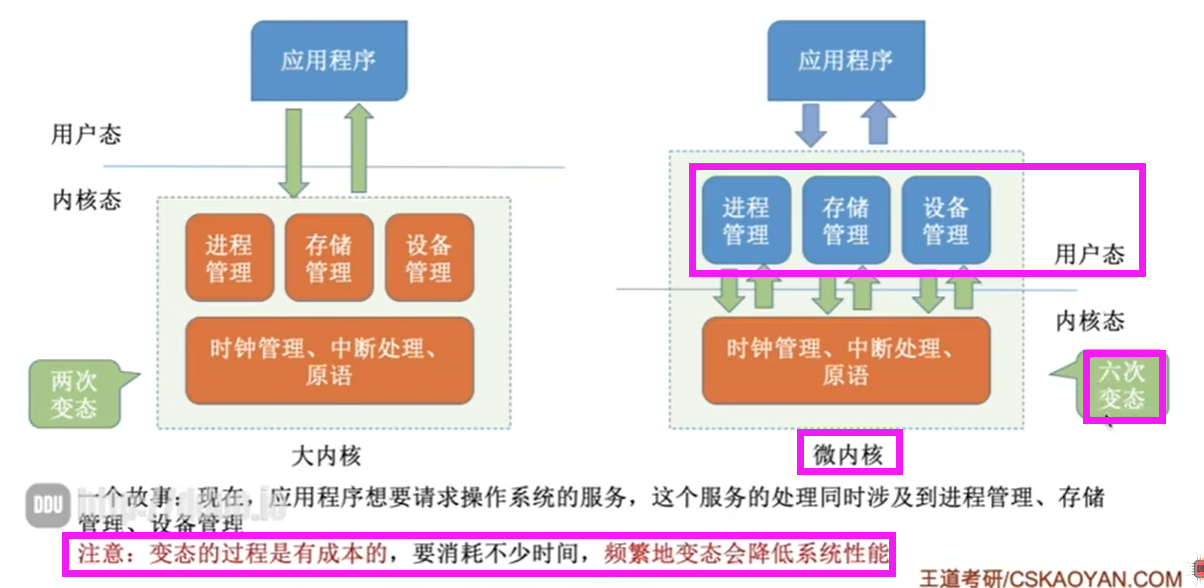 应用程序
应用程序
用户态
内核态
进程
管理
存储
管理
设备
管理
时钟管理、中断处理、
原语
两次
变态
大内核
进程
管理
存储
管理
设备
管理
用户态
内核态
时钟管理、中断处理、
原语
六次
变态
微内核
一个故事：现在，应用程序想要请求操作系统的服务，这个服务的处理同时涉及到进程管理、存储
管理、设备管理
注意：变态的过程是有成本的，要消耗不少时间，频繁地变态会降低系统性能
DDU
王道考研/CSKAOYAN.COM